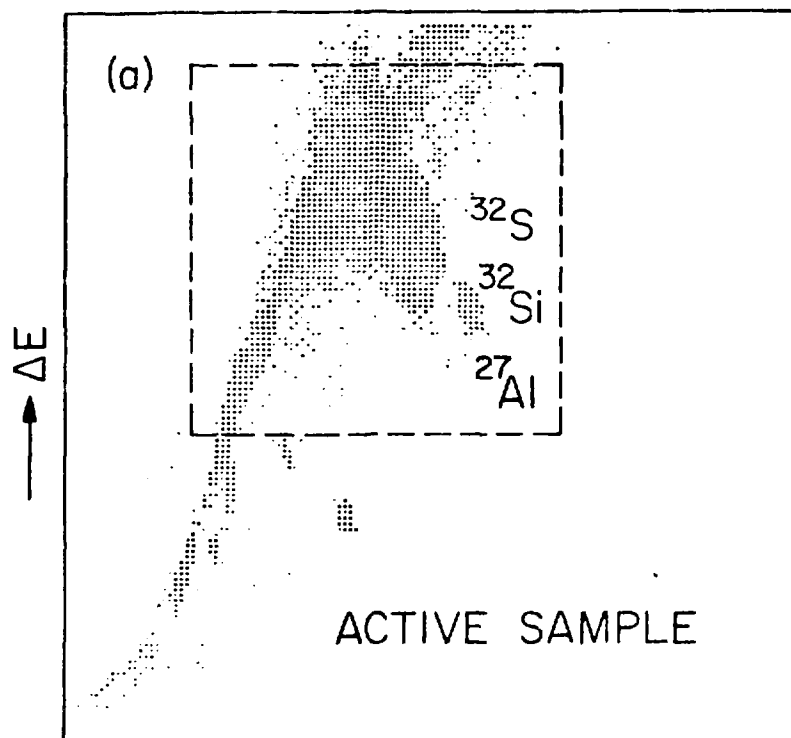 (a)
³²S
³²Si
²⁷Al
→ ΔE
ACTIVE SAMPLE